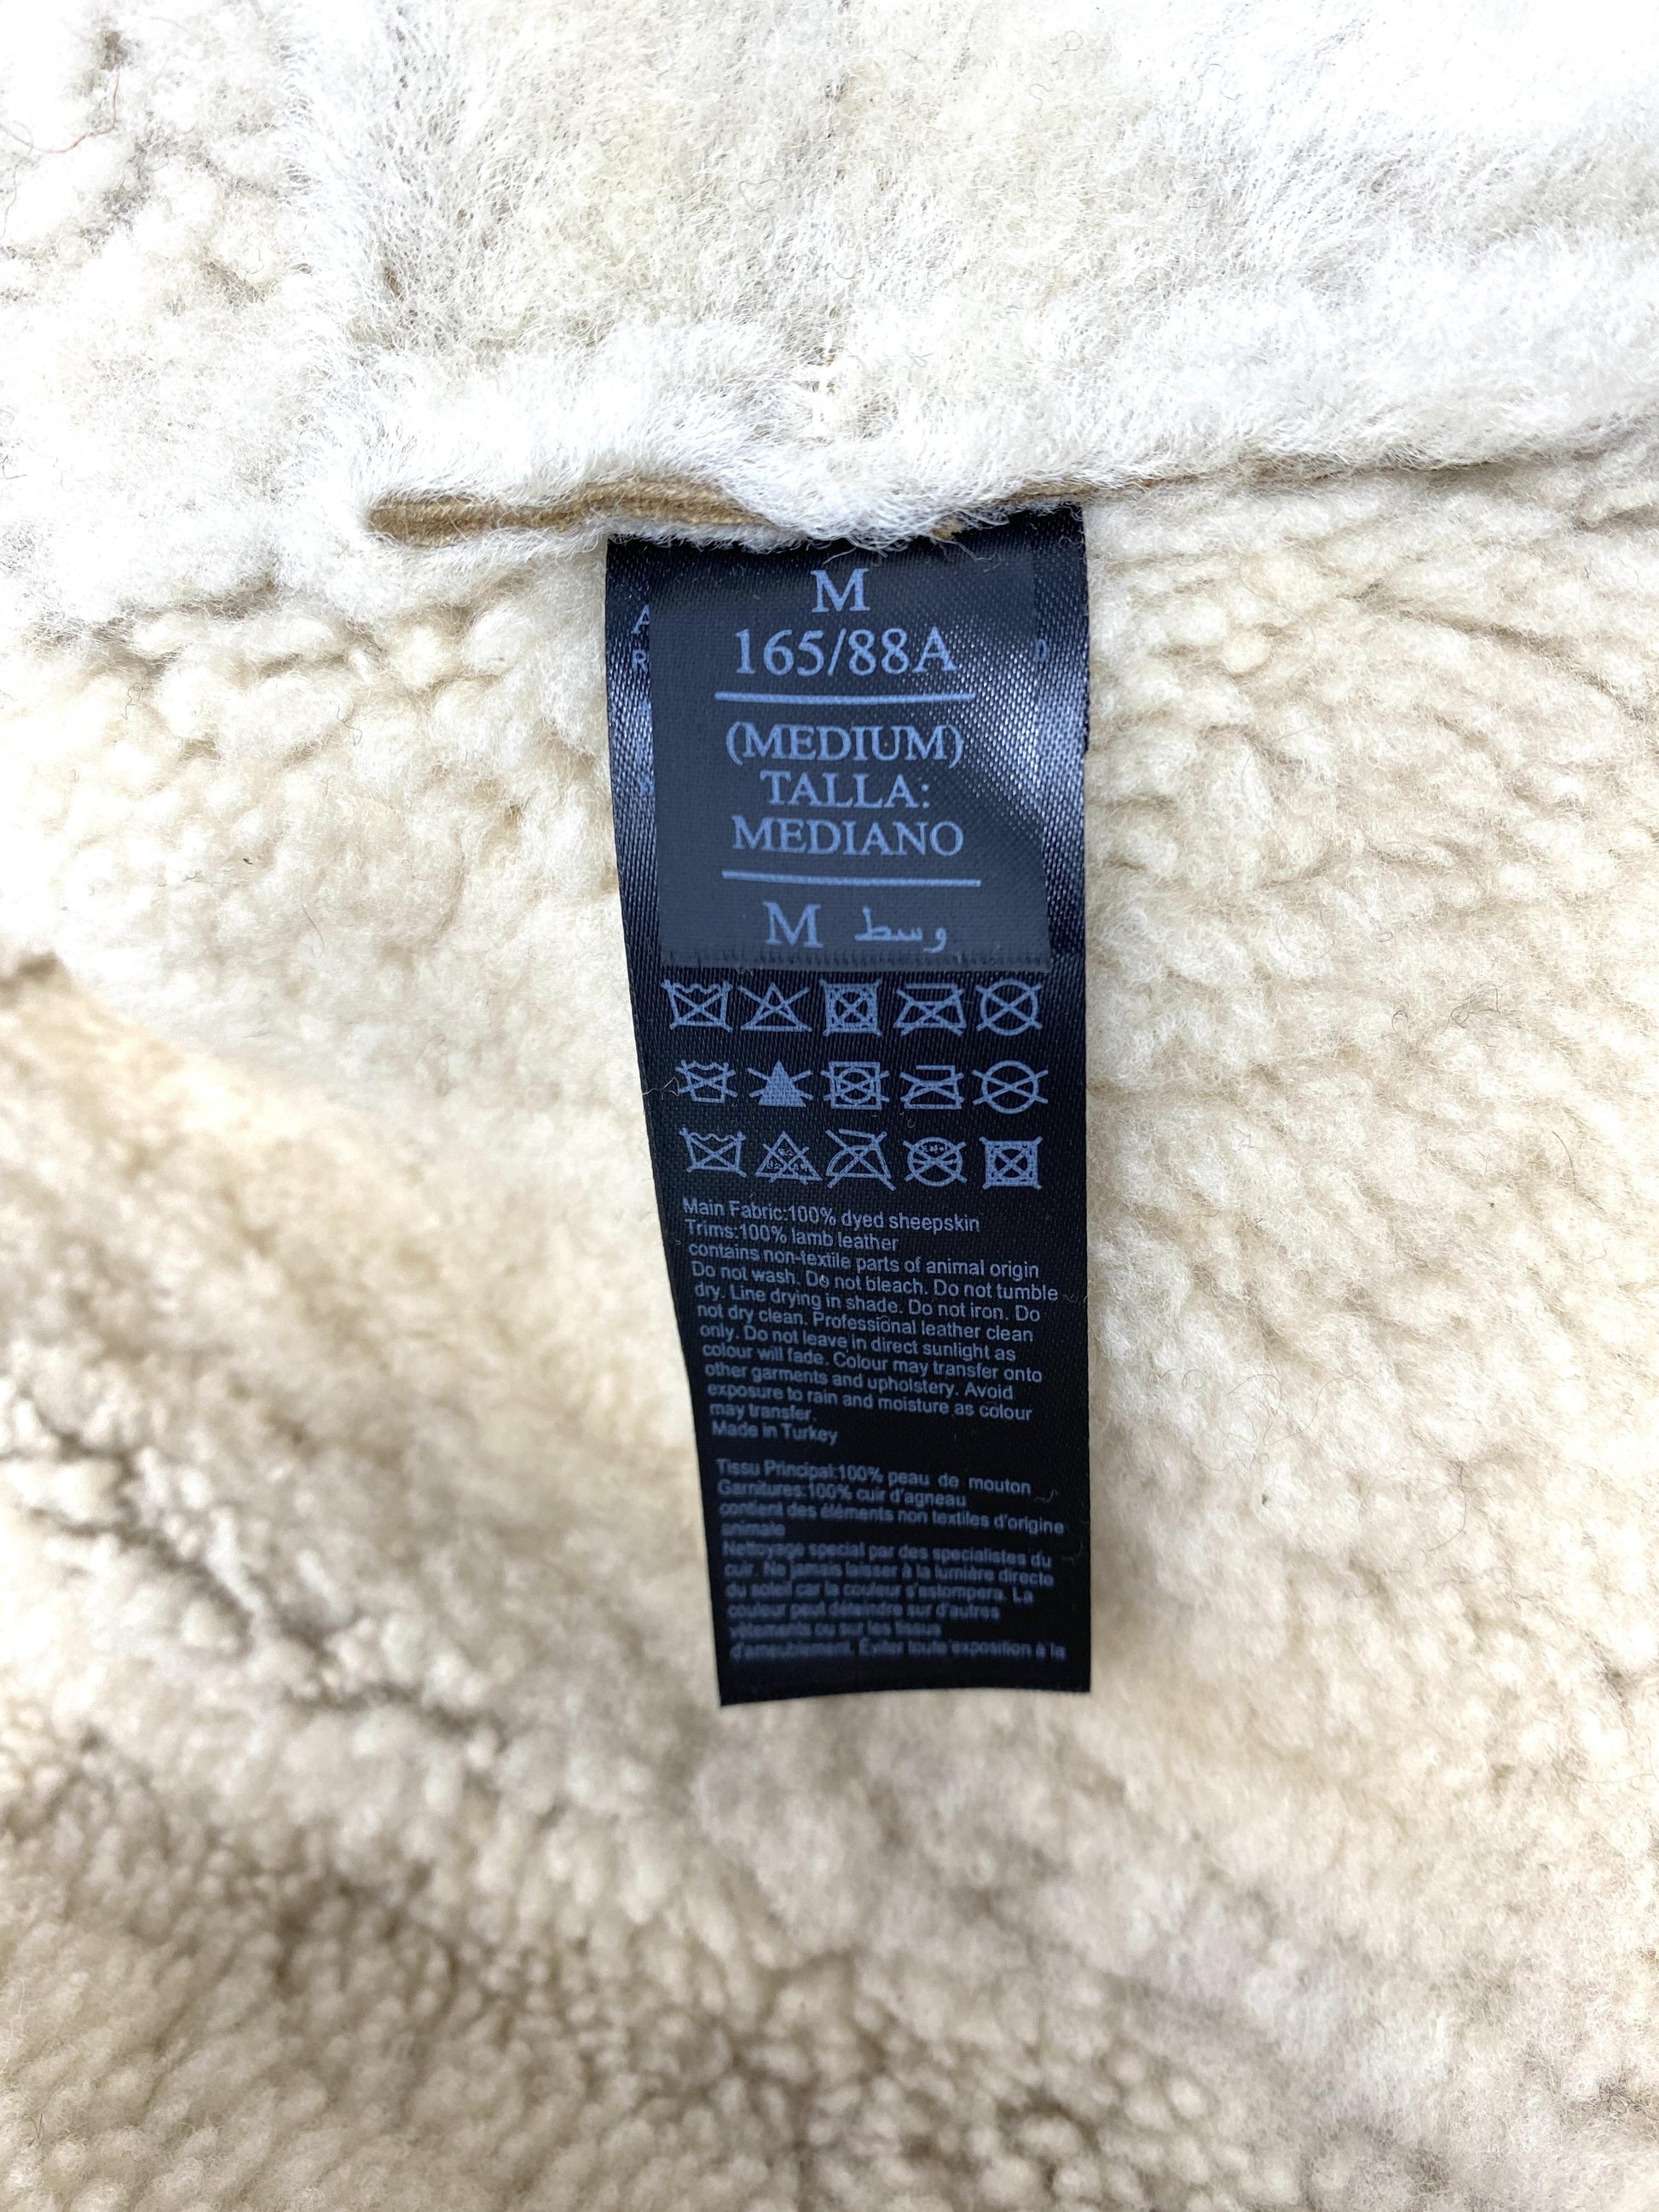 M
165/88A
(MEDIUM)
TALLA:
MEDIANO
M وسط
Main Fabric:100% dyed sheepskin
Trims:100% lamb leather
contains non-textile parts of animal origin
Do not wash. Do not bleach. Do not tumble
dry. Line drying in shade. Do not iron. Do
not dry clean. Professional leather clean
only. Do not leave in direct sunlight as
colour will fade. Colour may transfer onto
other garments and upholstery. Avoid
exposure to rain and moisture as colour
may transfer.
Made in Turkey
Tissu Principal:100% peau de mouton
Garnitures:100% cuir d'agneau
contient des éléments non textiles d'origine
animale
Nettoyage special par des specialistes du
cuir. Ne jamais laisser à la lumière directe
du soleil car la couleur s'estompera. La
couleur peut déteindre sur d'autres
vêtements ou sur les tissus
d'ameublement. Éviter toute exposition à la